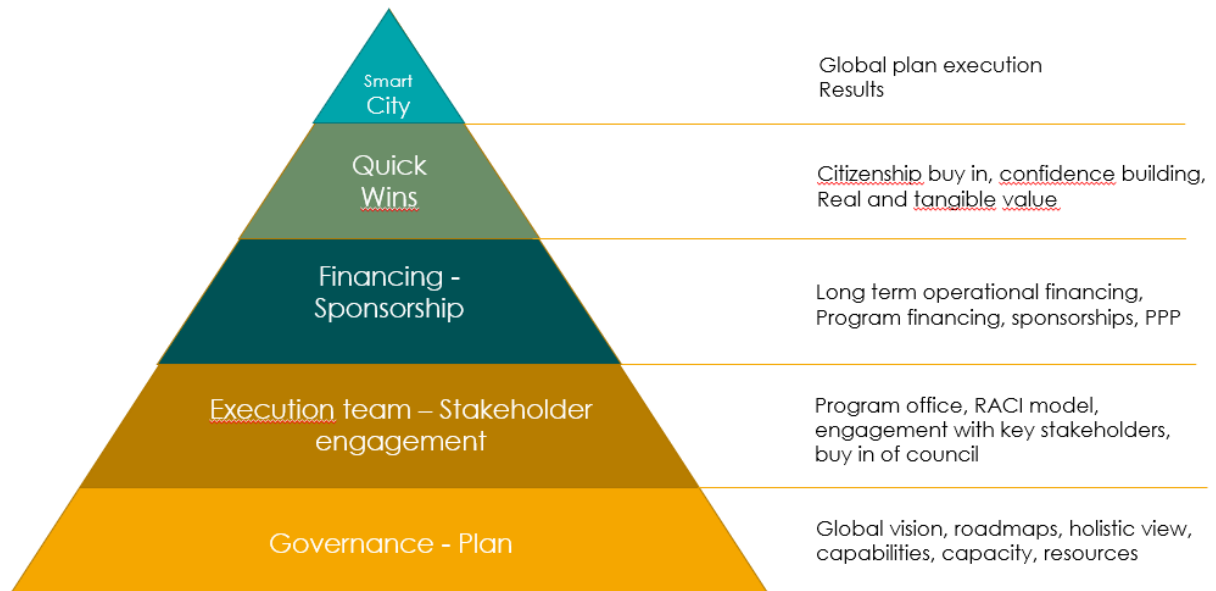 Smart
City
Global plan execution
Results
Quick
Wins
Citizenship buy in, confidence building,
Real and tangible value
Financing -
Sponsorship
Long term operational financing,
Program financing, sponsorships, PPP
Execution team – Stakeholder
engagement
Program office, RACI model,
engagement with key stakeholders,
buy in of council
Governance - Plan
Global vision, roadmaps, holistic view,
capabilities, capacity, resources